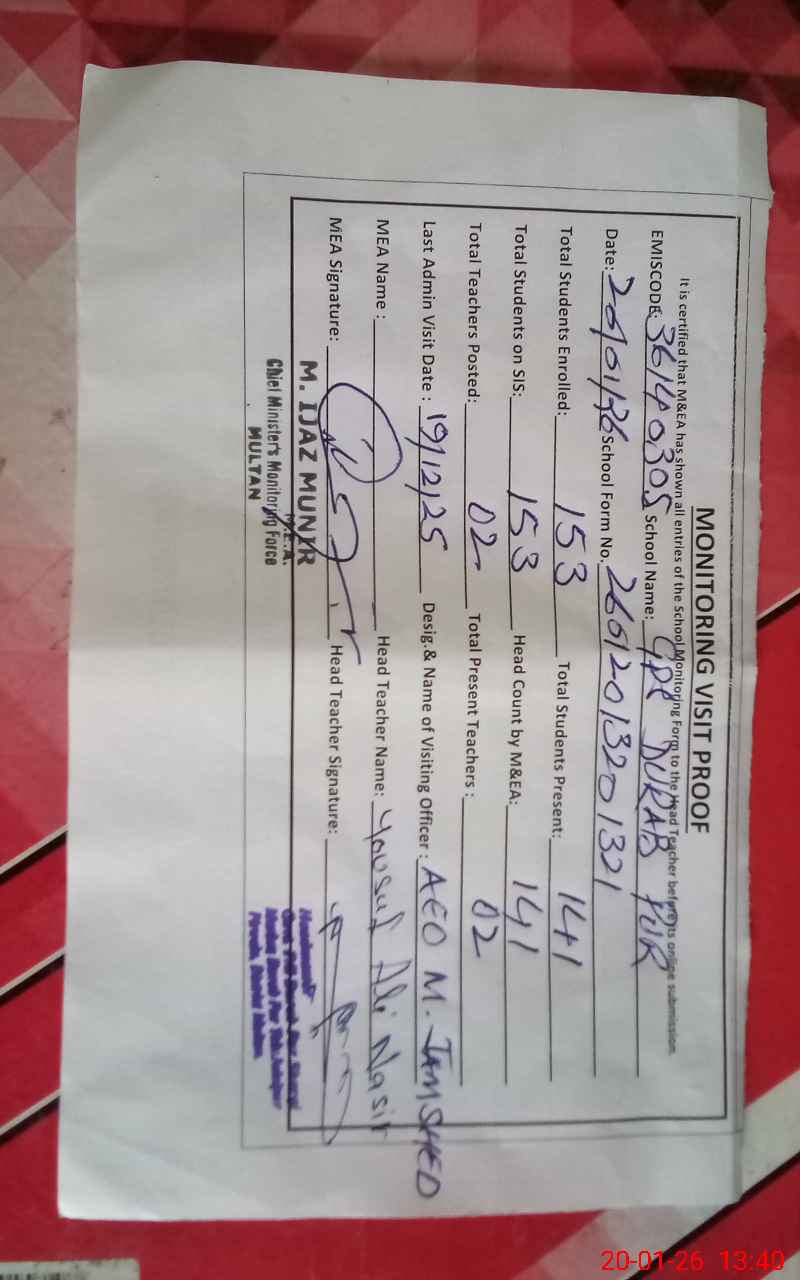 MONITORING VISIT PROOF
It is certified that M&EA has shown all entries of the School Monitoring Form to the Head Teacher before its online submission.
EMISCODE: 36140305 School Name: GPS DURAB PUR
Date: 20/01/26 School Form No. 26012013201321
Total Students Enrolled: 153 Total Students Present: 141
Total Students on SIS: 153 Head Count by M&EA: 141
Total Teachers Posted: 02 Total Present Teachers : 02
Last Admin Visit Date : 19/12/25 Desig.& Name of Visiting Officer : AEO M. JAMSHED
MEA Name : Head Teacher Name: Yousaf Ali Nasir
MEA Signature: Head Teacher Signature:
M. IJAZ MUNIR
M.E.A.
Chief Minister's Monitoring Force
MULTAN
20-01-26 13:40